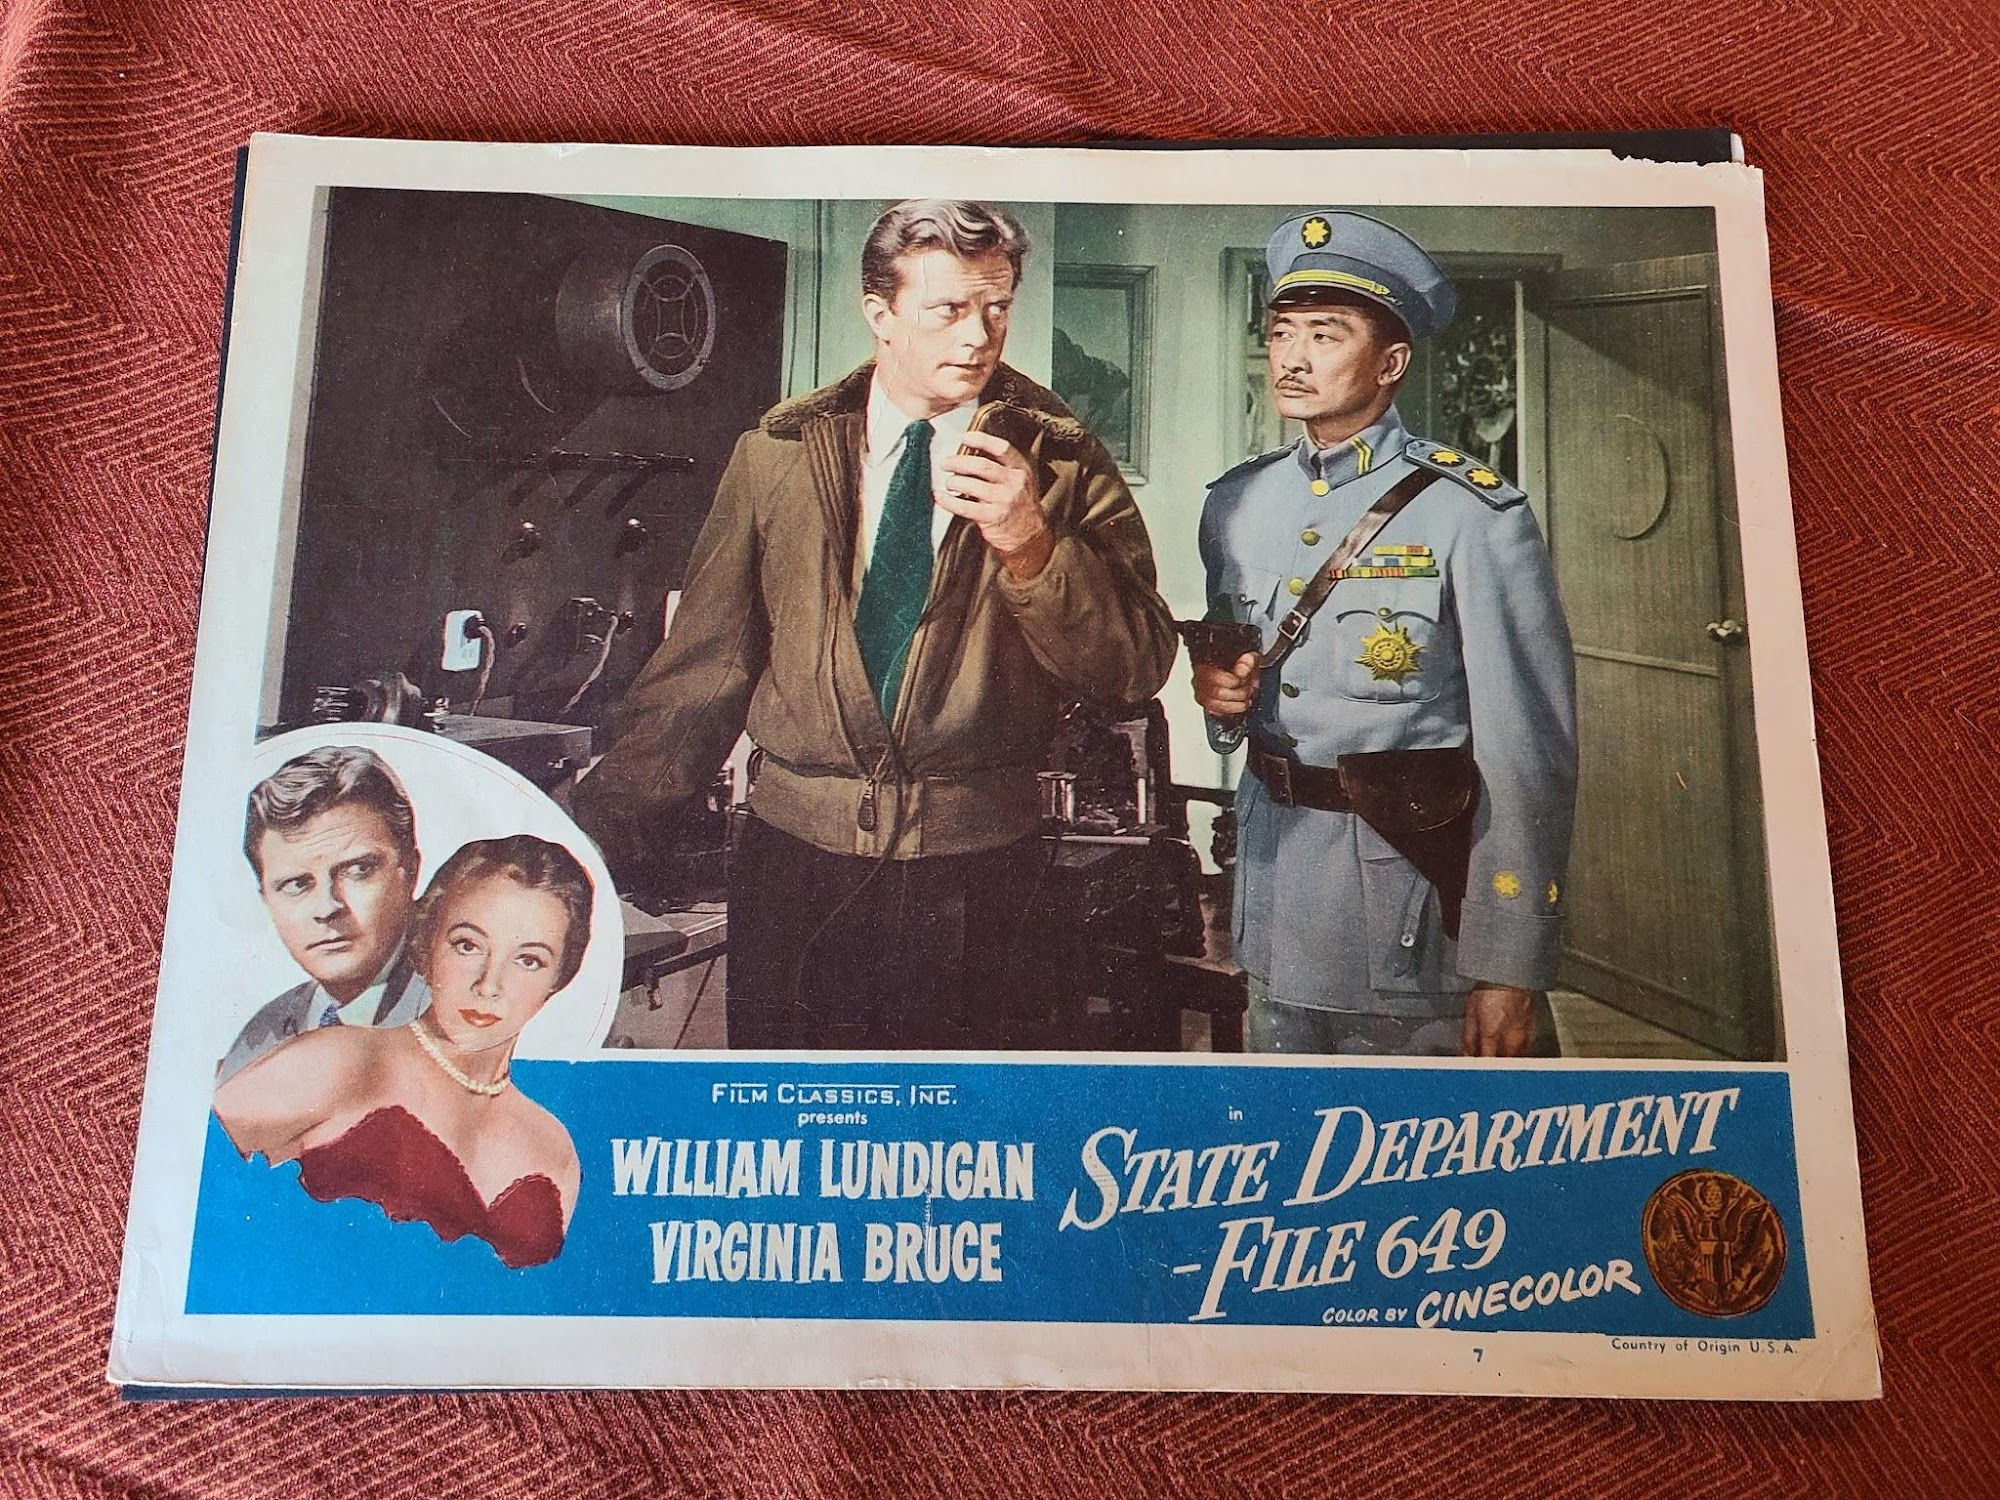 FILM CLASSICS, INC.
presents
WILLIAM LUNDIGAN
VIRGINIA BRUCE
in
STATE DEPARTMENT
-FILE 649
COLOR BY CINECOLOR
7
Country of Origin U.S.A.